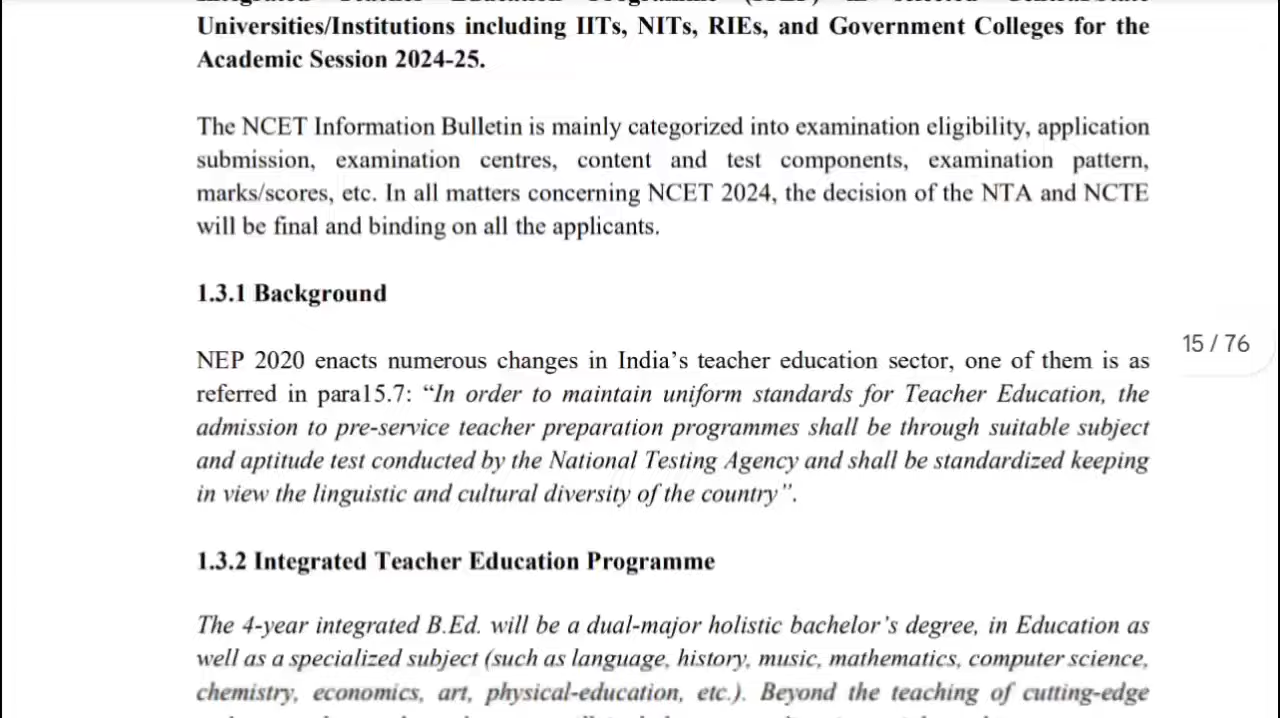 Integrated Teacher Education Programme (ITEP) in selected Central/State
Universities/Institutions including IITs, NITs, RIEs, and Government Colleges for the
Academic Session 2024-25.
The NCET Information Bulletin is mainly categorized into examination eligibility, application
submission, examination centres, content and test components, examination pattern,
marks/scores, etc. In all matters concerning NCET 2024, the decision of the NTA and NCTE
will be final and binding on all the applicants.
1.3.1 Background
NEP 2020 enacts numerous changes in India’s teacher education sector, one of them is as
referred in para15.7: “In order to maintain uniform standards for Teacher Education, the
admission to pre-service teacher preparation programmes shall be through suitable subject
and aptitude test conducted by the National Testing Agency and shall be standardized keeping
in view the linguistic and cultural diversity of the country”.
15 / 76
1.3.2 Integrated Teacher Education Programme
The 4-year integrated B.Ed. will be a dual-major holistic bachelor’s degree, in Education as
well as a specialized subject (such as language, history, music, mathematics, computer science,
chemistry, economics, art, physical-education, etc.). Beyond the teaching of cutting-edge